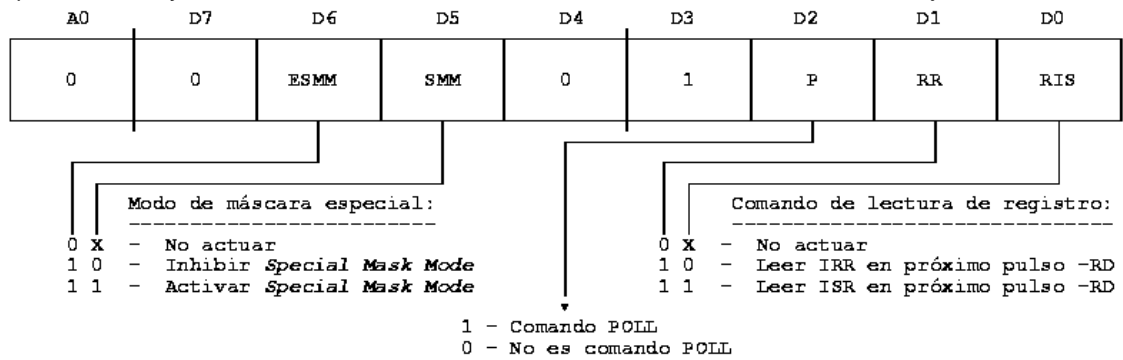 A0 D7 D6 D5 D4 D3 D2 D1 D0
0 0 ESMM SMM 0 1 P RR RIS
Modo de máscara especial: Comando de lectura de registro:
0 X - No actuar 0 X - No actuar
1 0 - Inhibir Special Mask Mode 1 0 - Leer IRR en próximo pulso -RD
1 1 - Activar Special Mask Mode 1 1 - Leer ISR en próximo pulso -RD
1 - Comando POLL
0 - No es comando POLL